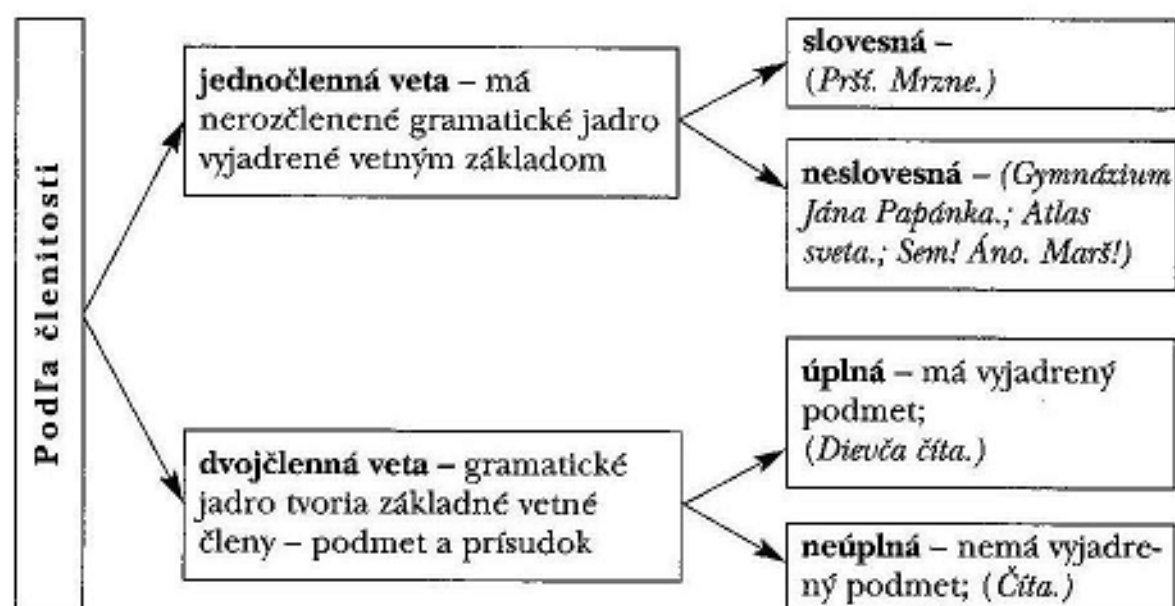 Podľa členitosti
jednočlenná veta – má
nerozčlenené gramatické jadro
vyjadrené vetným základom
slovesná –
(Prší. Mrzne.)
neslovesná – (Gymnázium
Jána Papánka.; Atlas
sveta.; Sem! Áno. Marš!)
dvojčlenná veta – gramatické
jadro tvoria základné vetné
členy – podmet a prísudok
úplná – má vyjadrený
podmet;
(Dievča číta.)
neúplná – nemá vyjadre-
ný podmet; (Číta.)